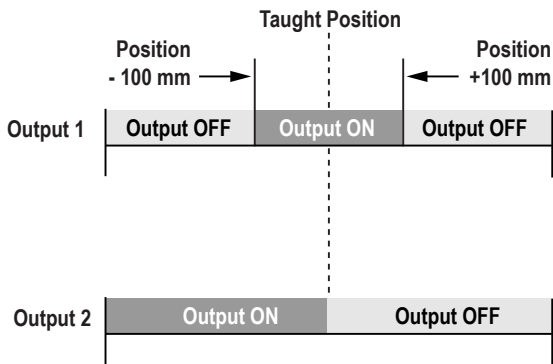 Taught Position
Position
- 100 mm
Position
+100 mm
Output 1
Output OFF
Output ON
Output OFF
Output 2
Output ON
Output OFF